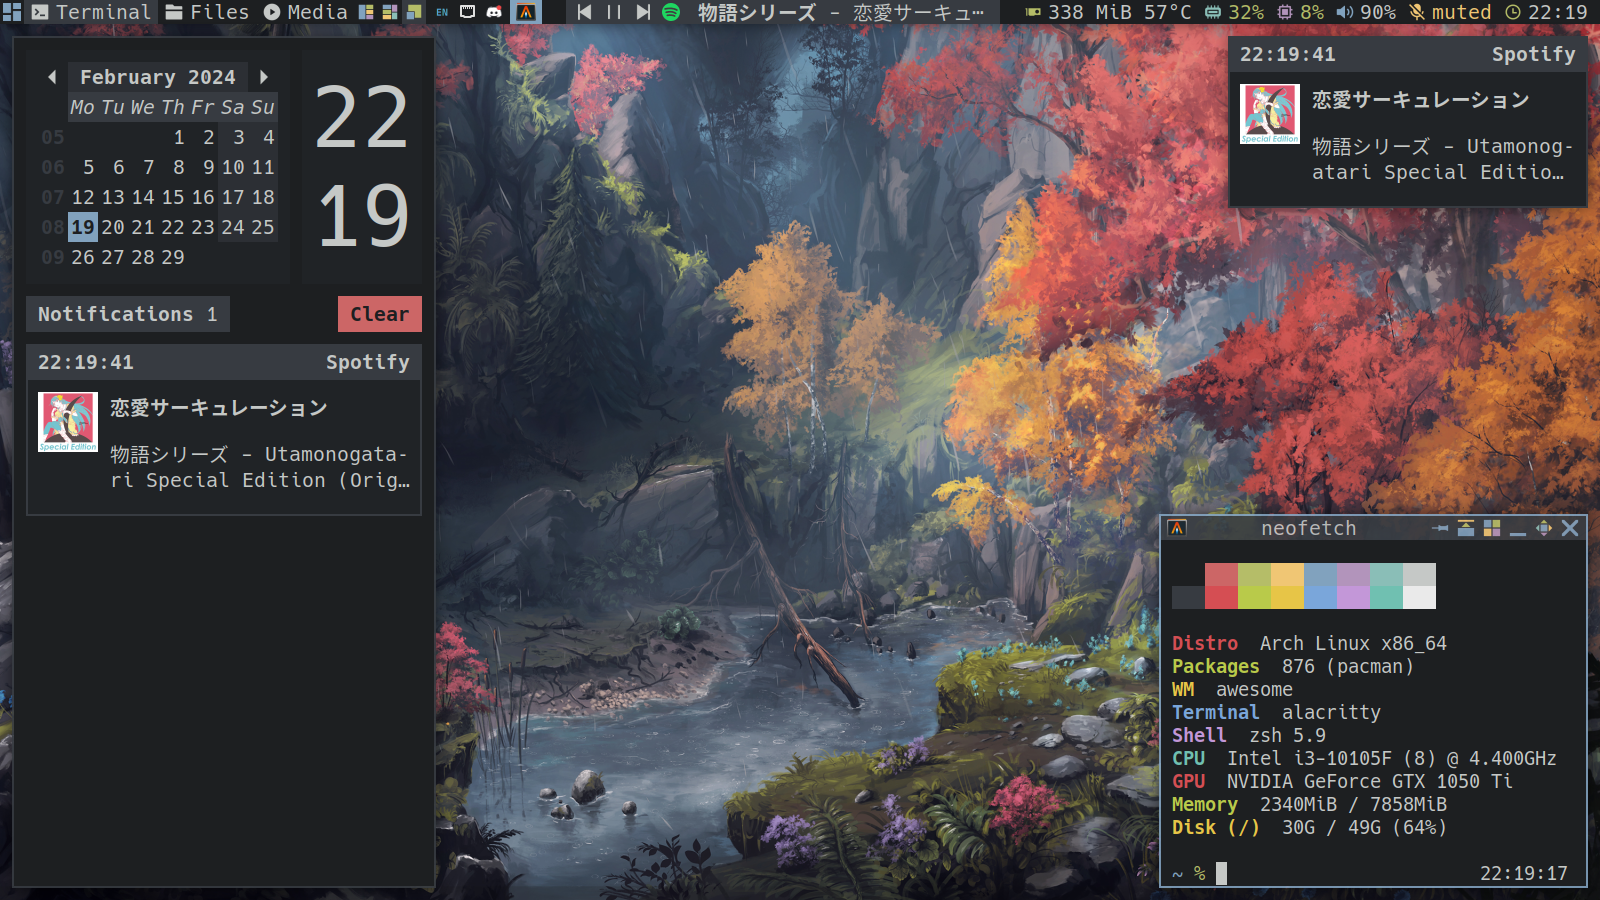 Terminal Files Media EN 物語シリーズ – 恋愛サーキュ… 338 MiB 57°C 32% 8% 90% muted 22:19
February 2024
Mo Tu We Th Fr Sa Su
05 1 2 3 4
06 5 6 7 8 9 10 11
07 12 13 14 15 16 17 18
08 19 20 21 22 23 24 25
09 26 27 28 29
22
19
Notifications 1
Clear
22:19:41 Spotify
恋愛サーキュレーション
Special Edition
物語シリーズ – Utamonogata-
ri Special Edition (Orig…
22:19:41 Spotify
恋愛サーキュレーション
Special Edition
物語シリーズ – Utamonog-
atari Special Editio…
neofetch
Distro Arch Linux x86_64
Packages 876 (pacman)
WM awesome
Terminal alacritty
Shell zsh 5.9
CPU Intel i3-10105F (8) @ 4.400GHz
GPU NVIDIA GeForce GTX 1050 Ti
Memory 2340MiB / 7858MiB
Disk (/) 30G / 49G (64%)
~ % 22:19:17